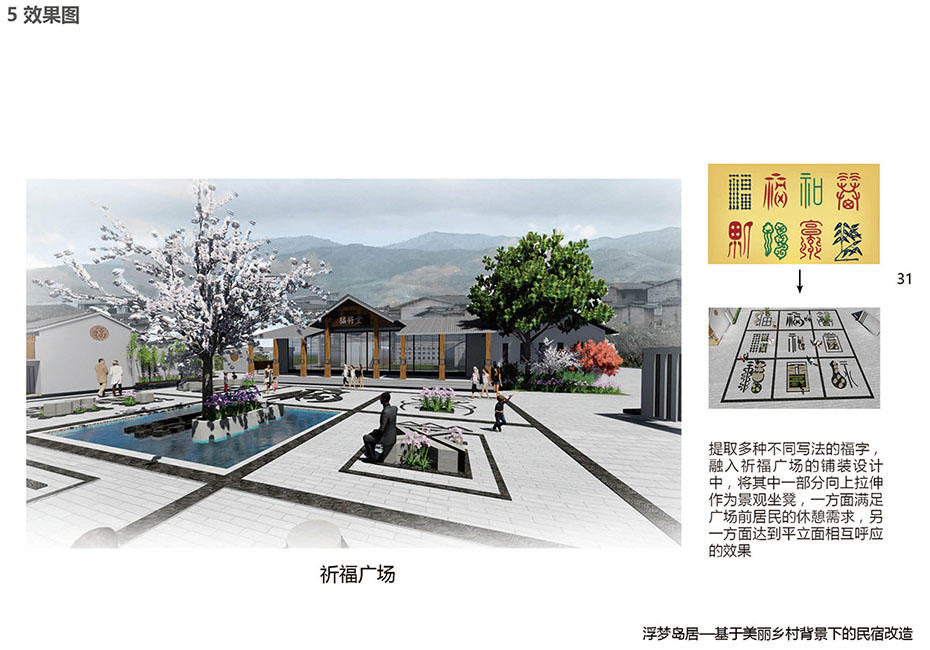 5 效果图
福
和
31
提取多种不同写法的福字，
融入祈福广场的铺装设计
中，将其中一部分向上拉伸
作为景观坐凳，一方面满足
广场前居民的休憩需求，另
一方面达到平立面相互呼应
的效果
祈福广场
浮梦岛居—基于美丽乡村背景下的民宿改造